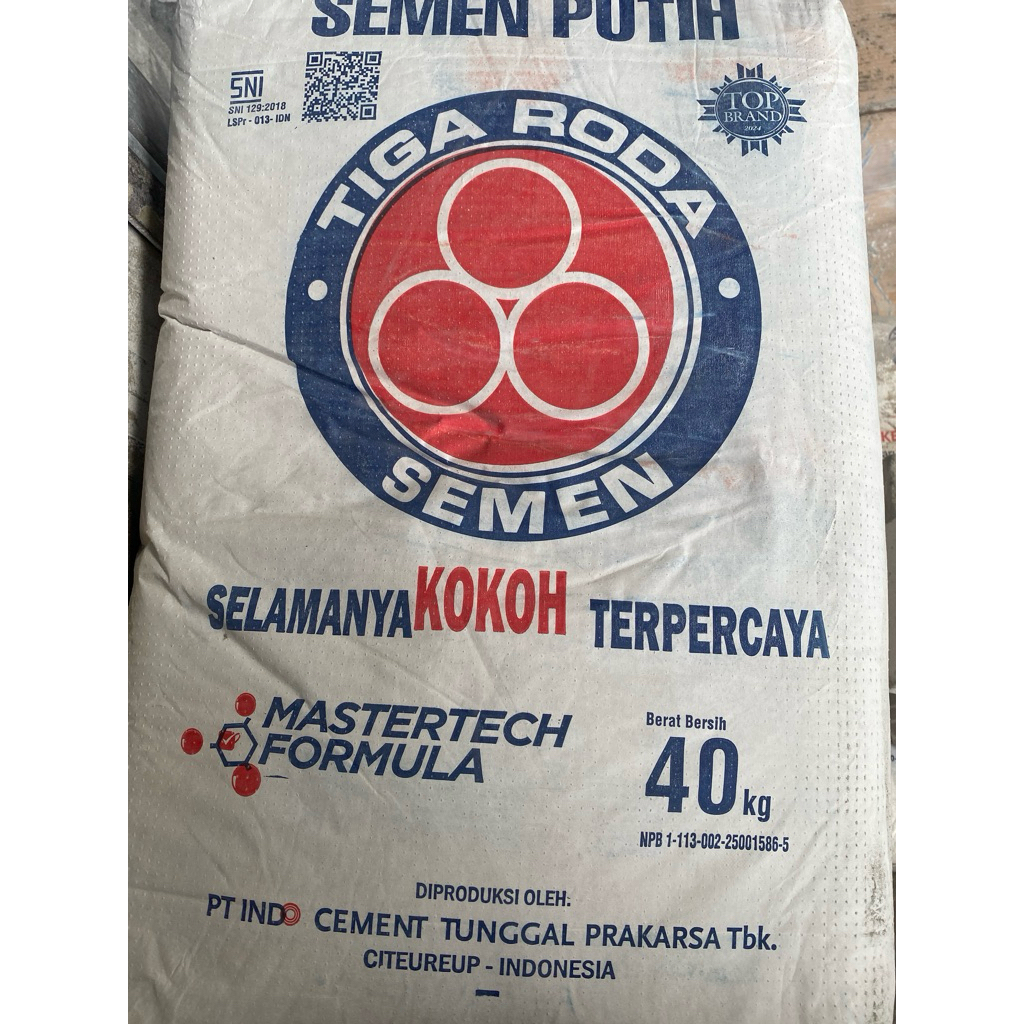 SEMEN PUTIH
SNI
SNI 129:2018
LSPr - 013- IDN
TOP
BRAND
2024
TIGA RODA
SEMEN
SELAMANYA KOKOH TERPERCAYA
MASTERTECH
FORMULA
Berat Bersih
40 kg
NPB 1-113-002-25001586-5
DIPRODUKSI OLEH:
PT INDO CEMENT TUNGGAL PRAKARSA Tbk.
CITEUREUP - INDONESIA
KE